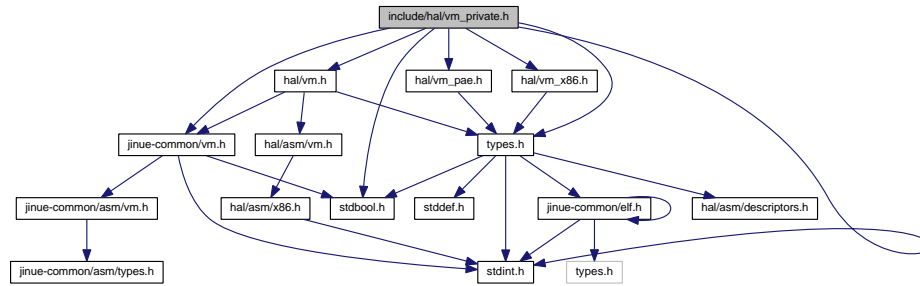 include/hal/vm_private.h
hal/vm.h
hal/vm_pae.h
hal/vm_x86.h
jinue-common/vm.h
hal/asm/vm.h
types.h
jinue-common/asm/vm.h
hal/asm/x86.h
stdbool.h
stddef.h
jinue-common/elf.h
hal/asm/descriptors.h
jinue-common/asm/types.h
stdint.h
types.h